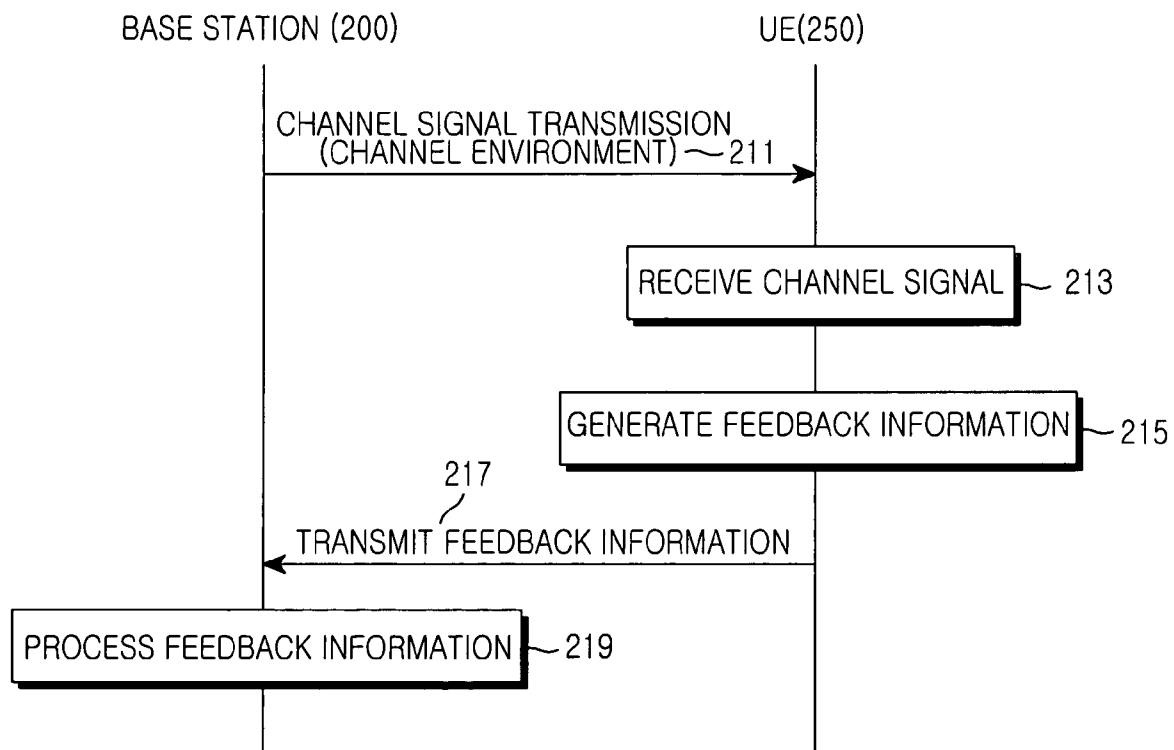 BASE STATION (200)
UE(250)
CHANNEL SIGNAL TRANSMISSION
(CHANNEL ENVIRONMENT) 211
RECEIVE CHANNEL SIGNAL 213
GENERATE FEEDBACK INFORMATION 215
217
TRANSMIT FEEDBACK INFORMATION
PROCESS FEEDBACK INFORMATION 219